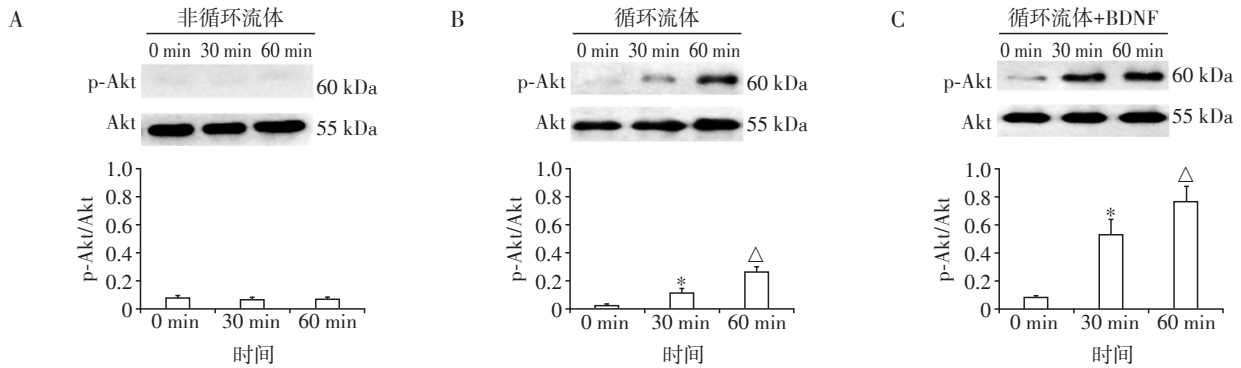 A
非循环流体
0 min 30 min 60 min
p-Akt
60 kDa
Akt
55 kDa
1.0
0.8
0.6
0.4
0.2
0
p-Akt/Akt
0 min 30 min 60 min
时间
B
循环流体
0 min 30 min 60 min
p-Akt
60 kDa
Akt
55 kDa
1.0
0.8
0.6
0.4
0.2
0
p-Akt/Akt
*
△
0 min 30 min 60 min
时间
C
循环流体+BDNF
0 min 30 min 60 min
p-Akt
60 kDa
Akt
55 kDa
1.0
0.8
0.6
0.4
0.2
0
p-Akt/Akt
*
△
0 min 30 min 60 min
时间